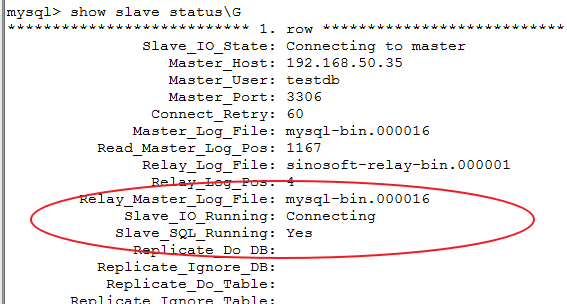 mysql> show slave status\G
*************************** 1. row ***************************
Slave_IO_State: Connecting to master
Master_Host: 192.168.50.35
Master_User: testdb
Master_Port: 3306
Connect_Retry: 60
Master_Log_File: mysql-bin.000016
Read_Master_Log_Pos: 1167
Relay_Log_File: sinosoft-relay-bin.000001
Relay_Log_Pos: 4
Relay_Master_Log_File: mysql-bin.000016
Slave_IO_Running: Connecting
Slave_SQL_Running: Yes
Replicate_Do_DB:
Replicate_Ignore_DB:
Replicate_Do_Table:
Replicate_Ignore_Table: